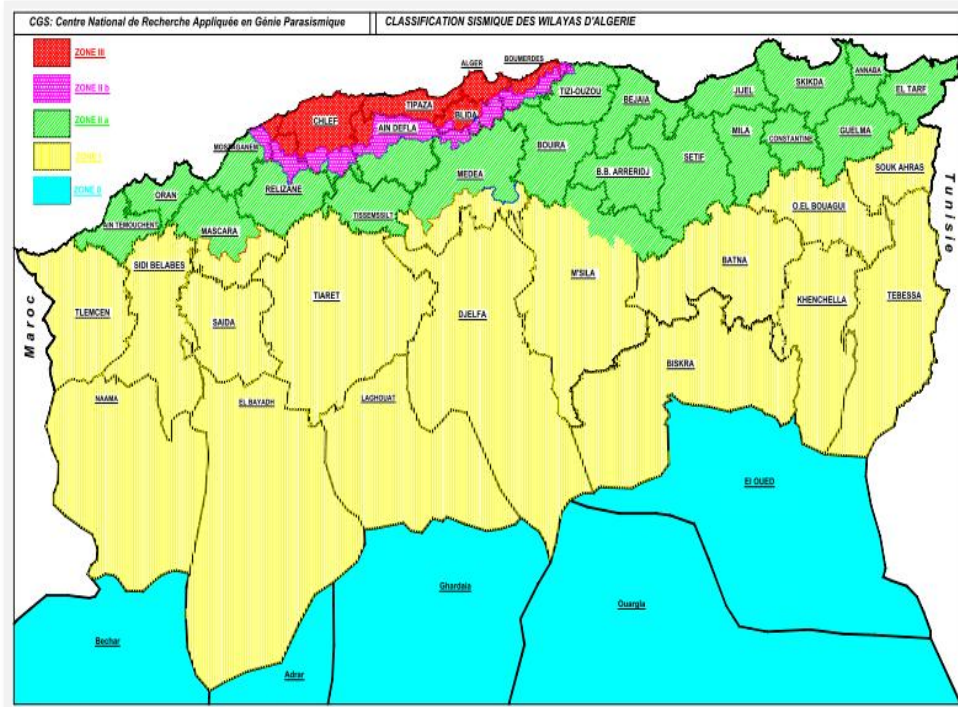 CGS: Centre National de Recherche Appliquée en Génie Parasismique
CLASSIFICATION SISMIQUE DES WILAYAS D'ALGERIE
ZONE III
ZONE II b
ZONE II a
ZONE I
ZONE 0
ALGER
BOUMERDES
TIPAZA
CHLEF
BLIDA
AIN DEFLA
TIZI-OUZOU
BEJAIA
JIJEL
SKIKDA
ANNABA
EL TARF
MOSTAGANEM
BOUIRA
MILA
CONSTANTINE
GUELMA
SETIF
B.B. ARRERIDJ
SOUK AHRAS
ORAN
RELIZANE
MEDEA
TISSEMSSILT
O.EL BOUAGUI
AIN TEMOUCHENT
MASCARA
SIDI BELABES
TLEMCEN
SAIDA
TIARET
DJELFA
M'SILA
BATNA
KHENCHELLA
TEBESSA
BISKRA
NAAMA
EL BAYADH
LAGHOUAT
Maroc
Tunisie
El OUED
Ghardaia
Ouargla
Bechar
Adrar